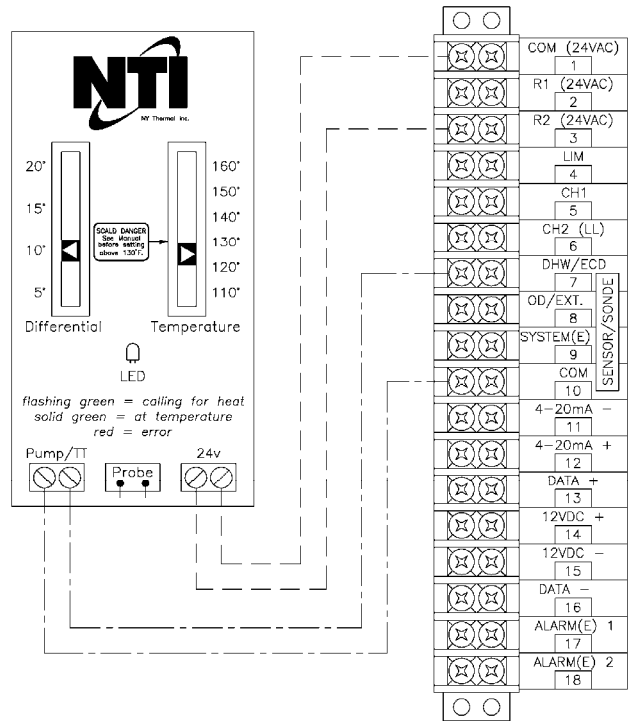 NTI
NY Thermal Inc.
20°
15°
10°
5°
SCALD DANGER
See Manual
before setting
above 130°F.
160°
150°
140°
130°
120°
110°
Differential
Temperature
LED
flashing green = calling for heat
solid green = at temperature
red = error
Pump/TT
Probe
24v
COM (24VAC)
1
R1 (24VAC)
2
R2 (24VAC)
3
LIM
4
CH1
5
CH2 (LL)
6
DHW/ECD
7
OD/EXT.
8
SYSTEM(E)
9
COM
10
SENSOR/SONDE
4-20mA -
11
4-20mA +
12
DATA +
13
12VDC +
14
12VDC -
15
DATA -
16
ALARM(E) 1
17
ALARM(E) 2
18